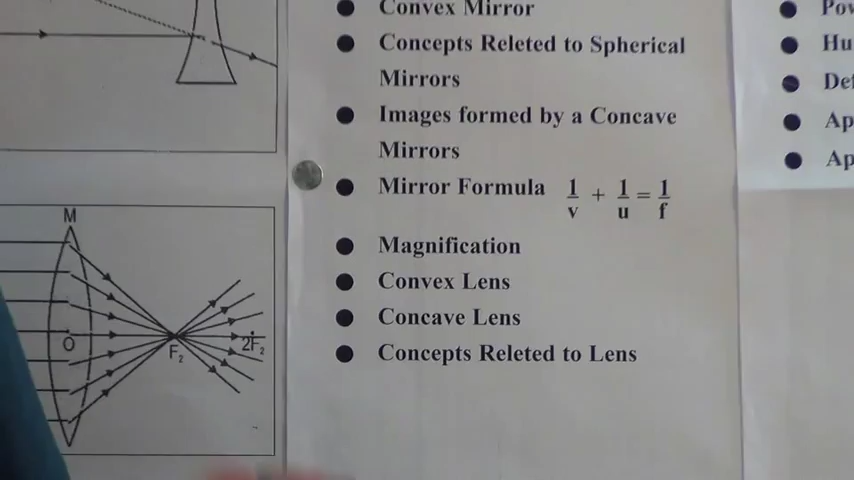 Convex Mirror
Concepts Releted to Spherical
Mirrors
Images formed by a Concave
Mirrors
Mirror Formula 1/v + 1/u = 1/f
Magnification
Convex Lens
Concave Lens
Concepts Releted to Lens
M
O
F₂
2F₂